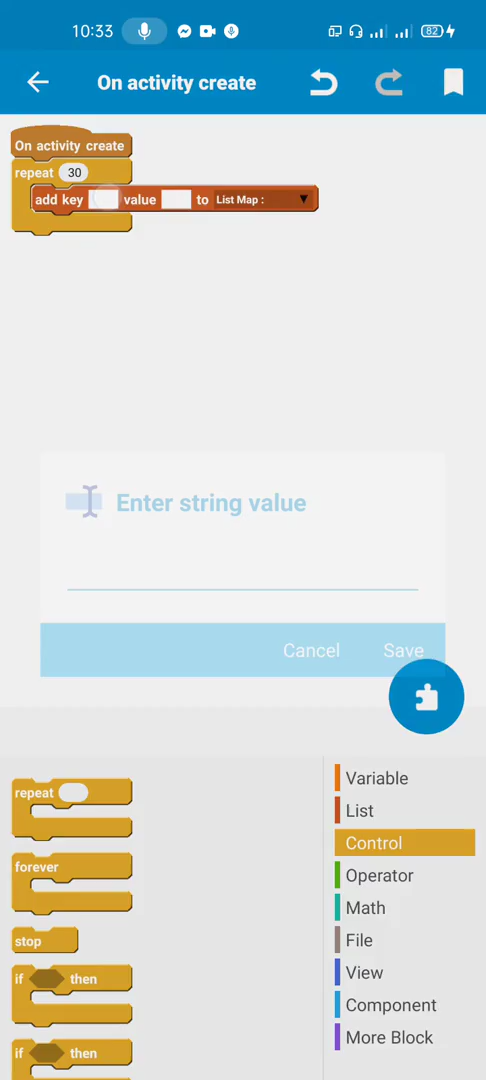 10:33
82
On activity create
On activity create
repeat 30
add key value to List Map :
Enter string value
Cancel Save
repeat
forever
stop
if then
if then
Variable
List
Control
Operator
Math
File
View
Component
More Block